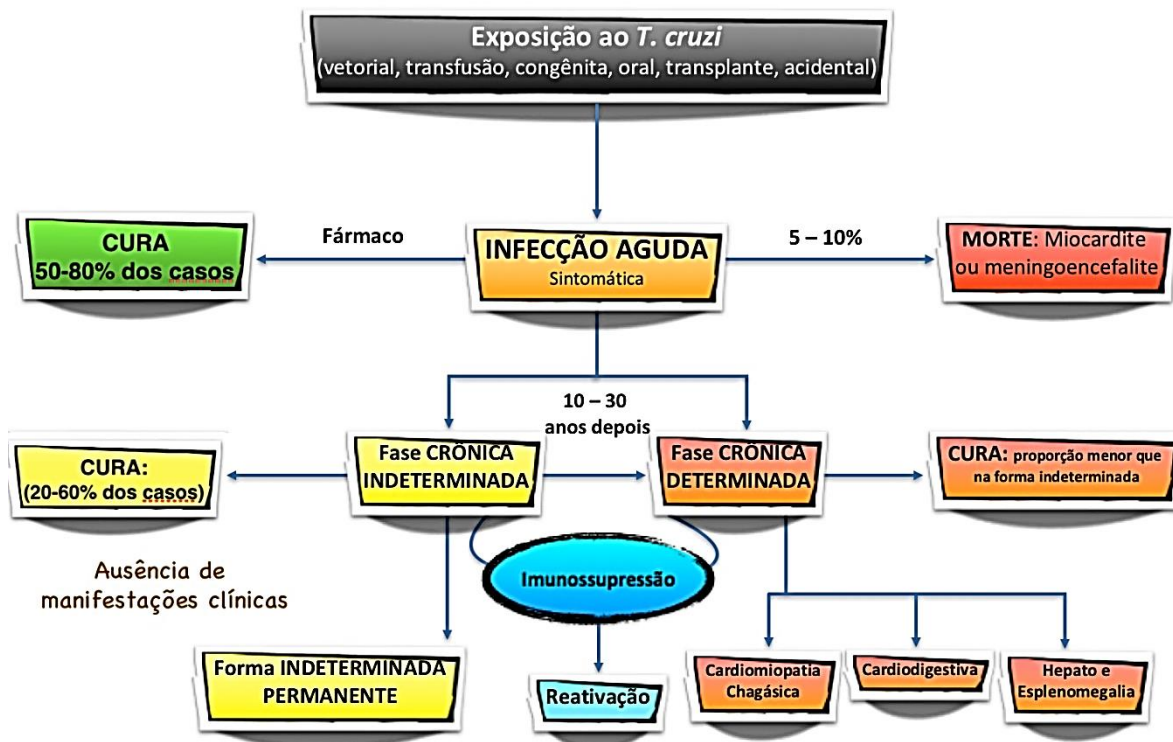 Exposição ao T. cruzi
(vetorial, transfusão, congênita, oral, transplante, acidental)
CURA
50-80% dos casos
Fármaco
INFECÇÃO AGUDA
Sintomática
5 – 10%
MORTE: Miocardite
ou meningoencefalite
10 – 30
anos depois
CURA:
(20-60% dos casos)
Fase CRÔNICA
INDETERMINADA
Fase CRÔNICA
DETERMINADA
CURA: proporção menor que
na forma indeterminada
Ausência de
manifestações clínicas
Imunossupressão
Forma INDETERMINADA
PERMANENTE
Reativação
Cardiomiopatia
Chagásica
Cardiodigestiva
Hepato e
Esplenomegalia